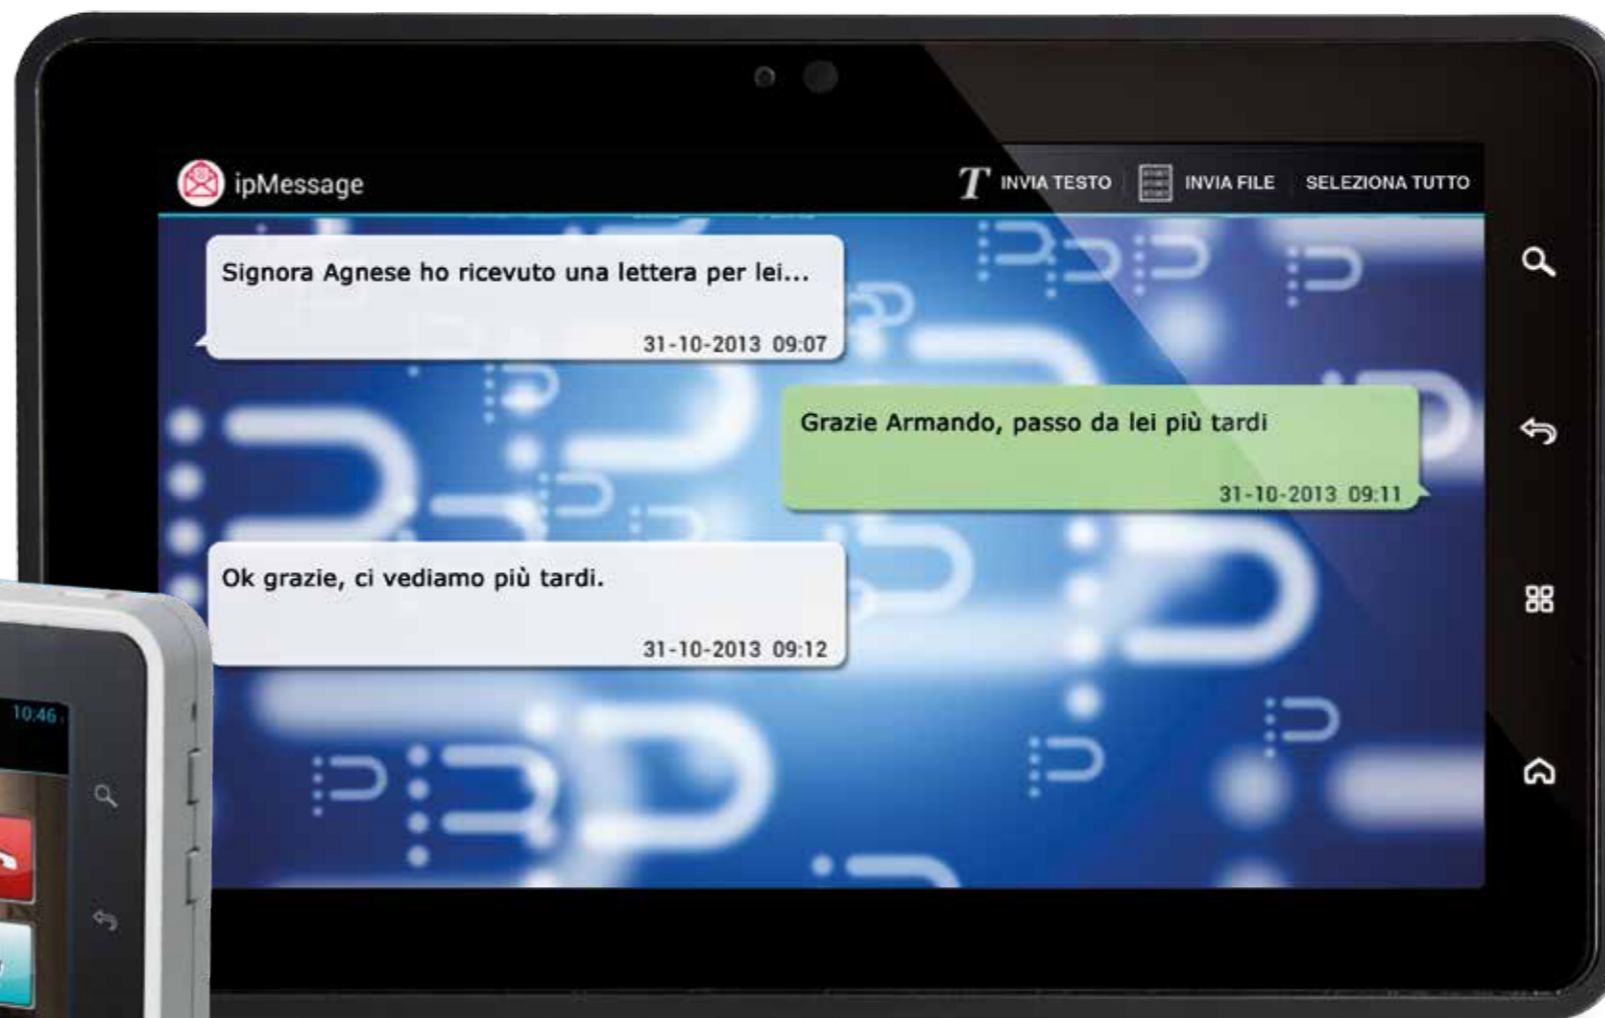 ipMessage
INVIA TESTO
INVIA FILE
SELEZIONA TUTTO
Signora Agnese ho ricevuto una lettera per lei...
31-10-2013 09:07
Grazie Armando, passo da lei più tardi
31-10-2013 09:11
Ok grazie, ci vediamo più tardi.
31-10-2013 09:12
10:46